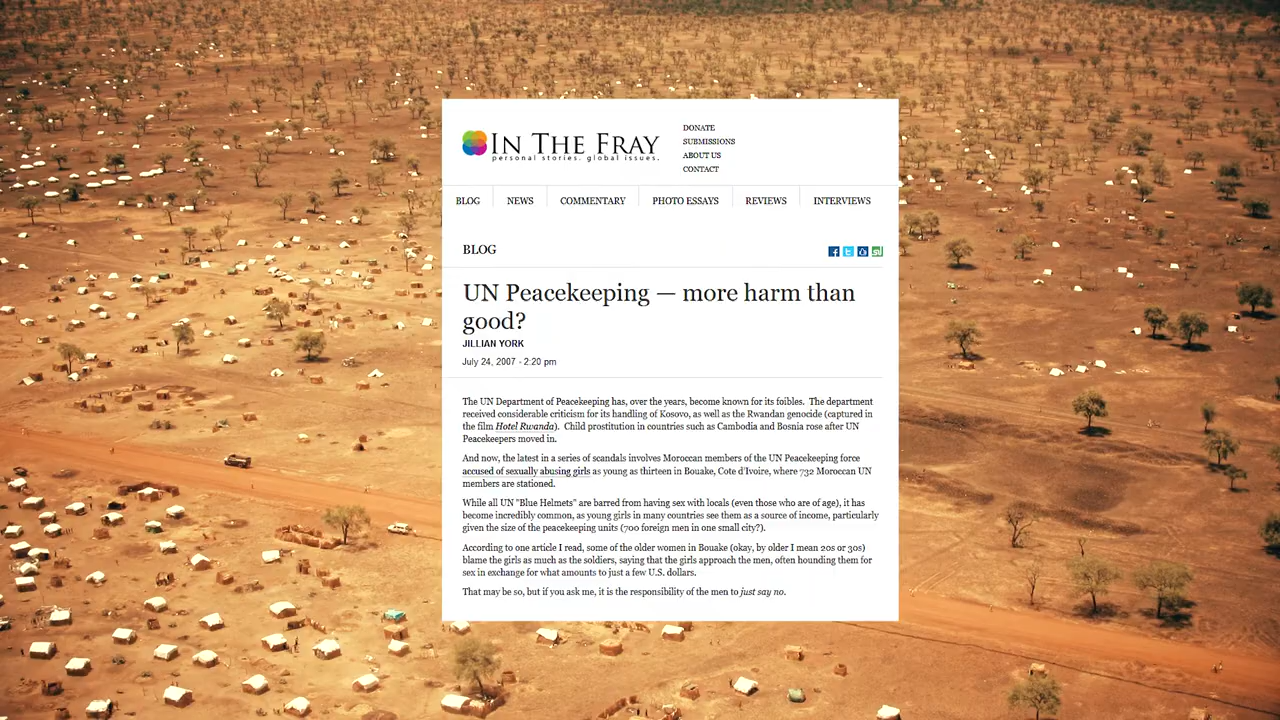 IN THE FRAY
personal stories. global issues.
DONATE
SUBMISSIONS
ABOUT US
CONTACT
BLOG NEWS COMMENTARY PHOTO ESSAYS REVIEWS INTERVIEWS
BLOG
UN Peacekeeping — more harm than
good?
JILLIAN YORK
July 24, 2007 - 2:20 pm
The UN Department of Peacekeeping has, over the years, become known for its foibles. The department
received considerable criticism for its handling of Kosovo, as well as the Rwandan genocide (captured in
the film Hotel Rwanda). Child prostitution in countries such as Cambodia and Bosnia rose after UN
Peacekeepers moved in.
And now, the latest in a series of scandals involves Moroccan members of the UN Peacekeeping force
accused of sexually abusing girls as young as thirteen in Bouake, Cote d'Ivoire, where 732 Moroccan UN
members are stationed.
While all UN "Blue Helmets" are barred from having sex with locals (even those who are of age), it has
become incredibly common, as young girls in many countries see them as a source of income, particularly
given the size of the peacekeeping units (700 foreign men in one small city?).
According to one article I read, some of the older women in Bouake (okay, by older I mean 20s or 30s)
blame the girls as much as the soldiers, saying that the girls approach the men, often hounding them for
sex in exchange for what amounts to just a few U.S. dollars.
That may be so, but if you ask me, it is the responsibility of the men to just say no.